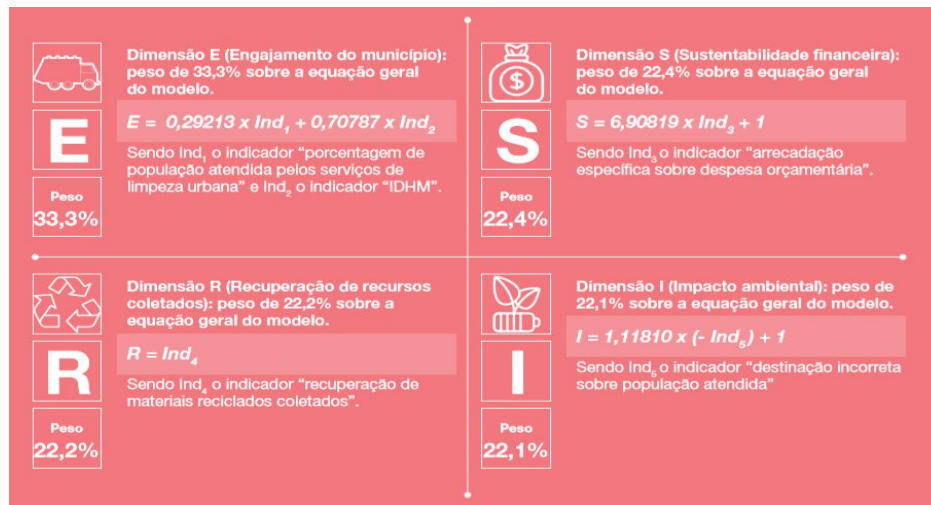 Dimensão E (Engajamento do município):
peso de 33,3% sobre a equação geral
do modelo.
E = 0,29213 x Ind₁ + 0,70787 x Ind₂
Sendo Ind₁ o indicador “porcentagem de
população atendida pelos serviços de
limpeza urbana” e Ind₂ o indicador “IDHM”.
E
Peso
33,3%
Dimensão S (Sustentabilidade financeira):
peso de 22,4% sobre a equação geral
do modelo.
$
S = 6,90819 x Ind₃ + 1
Sendo Ind₃ o indicador “arrecadação
específica sobre despesa orçamentária”.
S
Peso
22,4%
Dimensão R (Recuperação de recursos
coletados): peso de 22,2% sobre a
equação geral do modelo.
R = Ind₄
Sendo Ind₄ o indicador “recuperação de
materiais reciclados coletados”.
R
Peso
22,2%
Dimensão I (Impacto ambiental): peso de
22,1% sobre a equação geral do modelo.
I = 1,11810 x (- Ind₅) + 1
Sendo Ind₅ o indicador “destinação incorreta
sobre população atendida”
I
Peso
22,1%